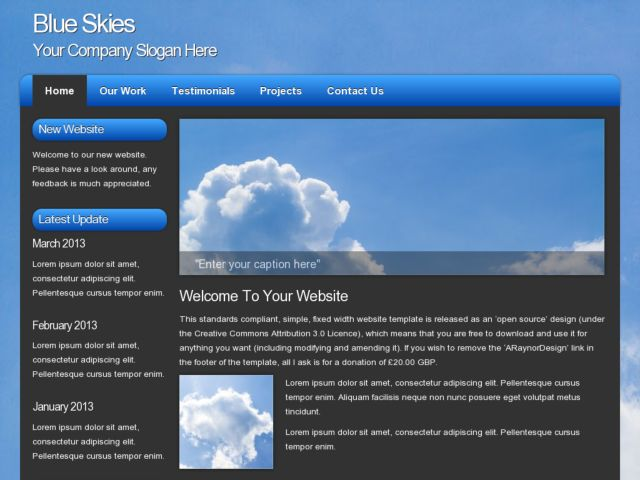 Blue Skies
Your Company Slogan Here
Home
Our Work
Testimonials
Projects
Contact Us
New Website
Welcome to our new website.
Please have a look around, any
feedback is much appreciated.
Latest Update
March 2013
Lorem ipsum dolor sit amet,
consectetur adipiscing elit.
Pellentesque cursus tempor enim.
February 2013
Lorem ipsum dolor sit amet,
consectetur adipiscing elit.
Pellentesque cursus tempor enim.
January 2013
Lorem ipsum dolor sit amet,
consectetur adipiscing elit.
Pellentesque cursus tempor enim.
"Enter your caption here"
Welcome To Your Website
This standards compliant, simple, fixed width website template is released as an 'open source' design (under
the Creative Commons Attribution 3.0 Licence), which means that you are free to download and use it for
anything you want (including modifying and amending it). If you wish to remove the 'ARaynorDesign' link in
the footer of the template, all I ask is for a donation of £20.00 GBP.
Lorem ipsum dolor sit amet, consectetur adipiscing elit. Pellentesque cursus
tempor enim. Aliquam facilisis neque non nunc posuere eget volutpat metus
tincidunt.
Lorem ipsum dolor sit amet, consectetur adipiscing elit. Pellentesque cursus
tempor enim.